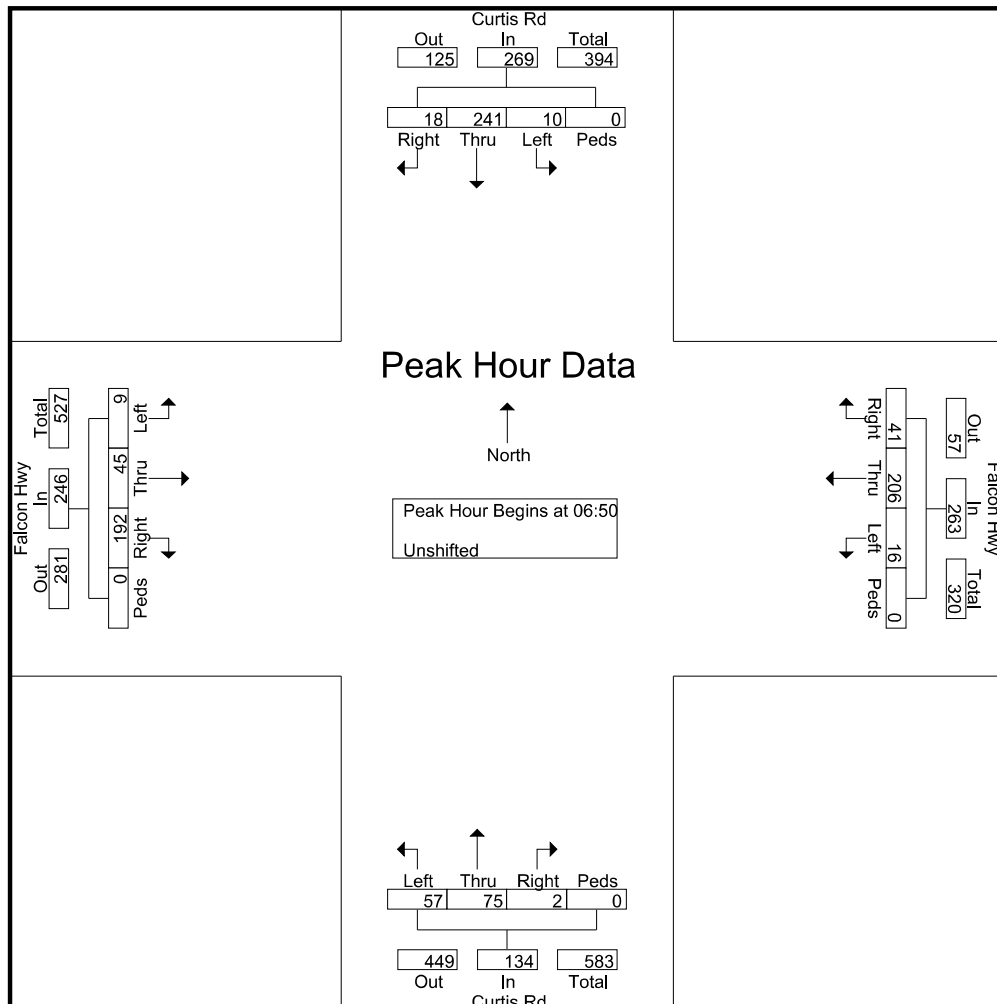 Curtis Rd
Out In Total
125 269 394
18 241 10 0
Right Thru Left Peds
Peak Hour Data
North
Peak Hour Begins at 06:50
Unshifted
Falcon Hwy
Total In Out
527 246 281
9 45 192 0
Left Thru Right Peds
Right Thru Left Peds
41 206 16 0
Out In Total
57 263 320
Falcon Hwy
Left Thru Right Peds
57 75 2 0
449 134 583
Out In Total
Curtis Rd